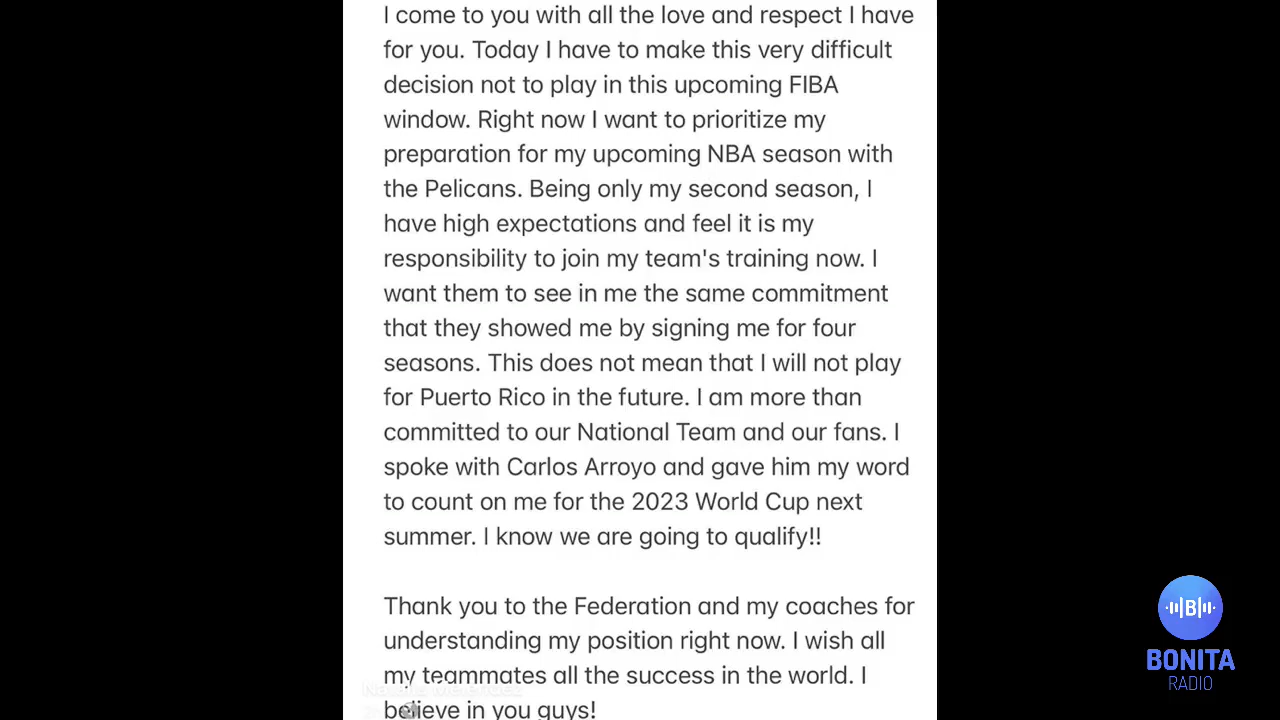 I come to you with all the love and respect I have
for you. Today I have to make this very difficult
decision not to play in this upcoming FIBA
window. Right now I want to prioritize my
preparation for my upcoming NBA season with
the Pelicans. Being only my second season, I
have high expectations and feel it is my
responsibility to join my team's training now. I
want them to see in me the same commitment
that they showed me by signing me for four
seasons. This does not mean that I will not play
for Puerto Rico in the future. I am more than
committed to our National Team and our fans. I
spoke with Carlos Arroyo and gave him my word
to count on me for the 2023 World Cup next
summer. I know we are going to qualify!!
Thank you to the Federation and my coaches for
understanding my position right now. I wish all
my teammates all the success in the world. I
believe in you guys!
B
BONITA
RADIO